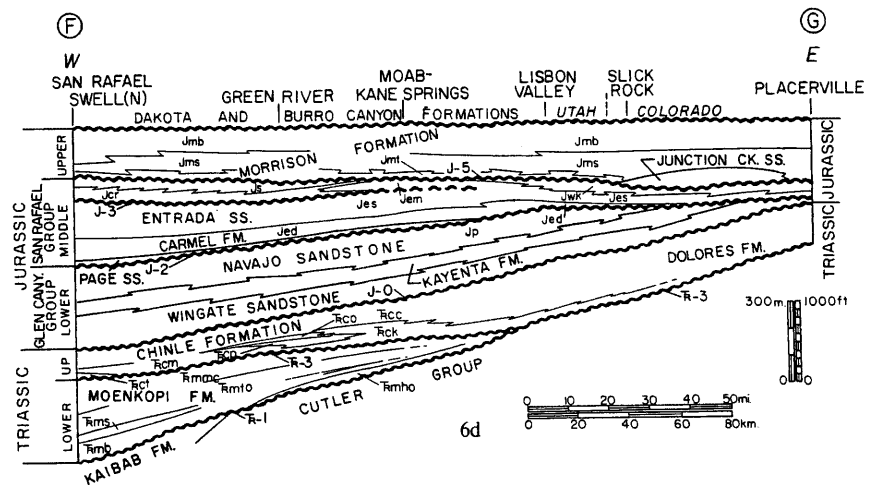 F
G
W
E
SAN RAFAEL
SWELL(N)
GREEN RIVER
MOAB-
KANE SPRINGS
LISBON
VALLEY
SLICK
ROCK
PLACERVILLE
DAKOTA AND BURRO CANYON FORMATIONS
UTAH
COLORADO
UPPER
Jmb
Jms
MORRISON FORMATION
Jmt
J-5
Jmb
Jms
JUNCTION CK. SS.
JURASSIC
JURASSIC
SAN RAFAEL
GROUP
MIDDLE
Jcr
Js
J-3
ENTRADA SS.
Jes
Jem
Jwk
Jes
CARMEL FM.
Jed
Jp
Jed
J-2
PAGE SS.
NAVAJO SANDSTONE
KAYENTA FM.
DOLORES FM.
TRIASSIC
GLEN CANY.
GROUP
LOWER
WINGATE SANDSTONE
J-0
CHINLE FORMATION
Ꞧco
Ꞧcc
Ꞧck
Ꞧ-3
TRIASSIC
UP
Ꞧcm
Ꞧ-3
Ꞧct
Ꞧmto
Ꞧmho
LOWER
MOENKOPI FM.
Ꞧms
Ꞧmb
Ꞧ-1
CUTLER GROUP
KAIBAB FM.
300 m.
1000 ft
0
0
6d
0 10 20 30 40 50mi.
0 20 40 60 80km.